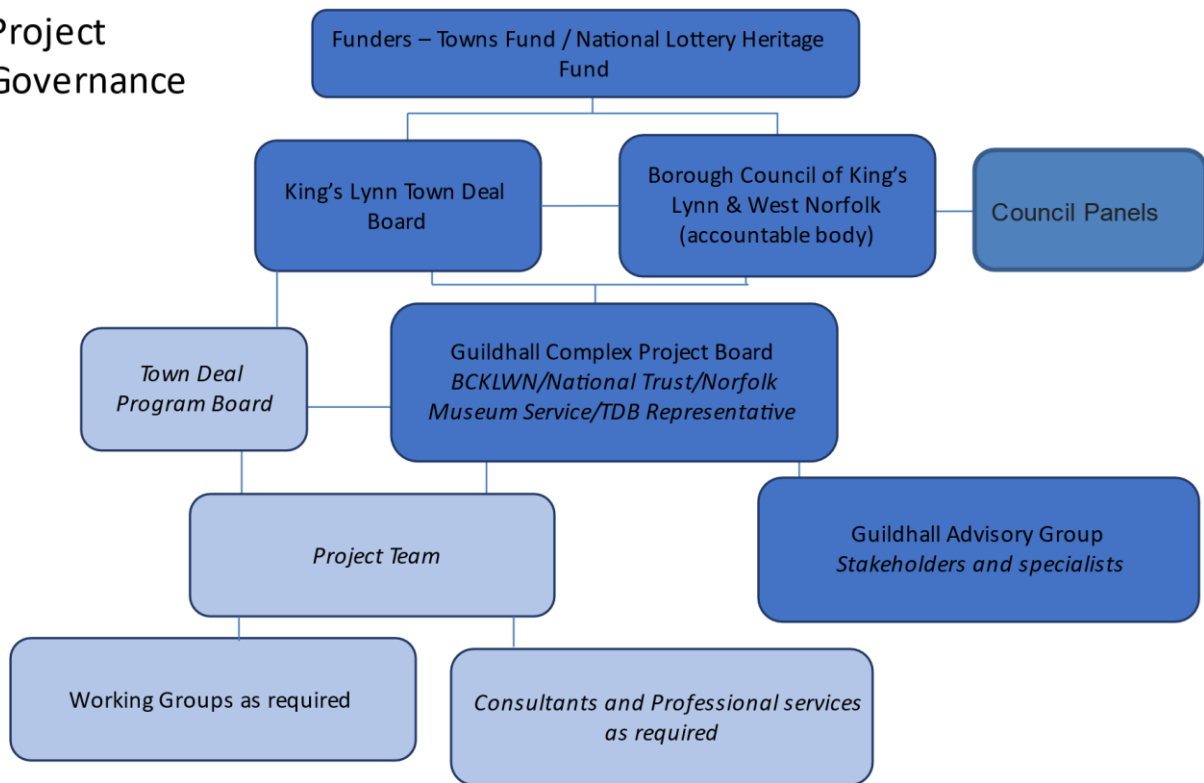 Project
Governance
Funders – Towns Fund / National Lottery Heritage
Fund
King's Lynn Town Deal
Board
Borough Council of King's
Lynn & West Norfolk
(accountable body)
Council Panels
Town Deal
Program Board
Guildhall Complex Project Board
BCKLWN/National Trust/Norfolk
Museum Service/TDB Representative
Project Team
Guildhall Advisory Group
Stakeholders and specialists
Working Groups as required
Consultants and Professional services
as required